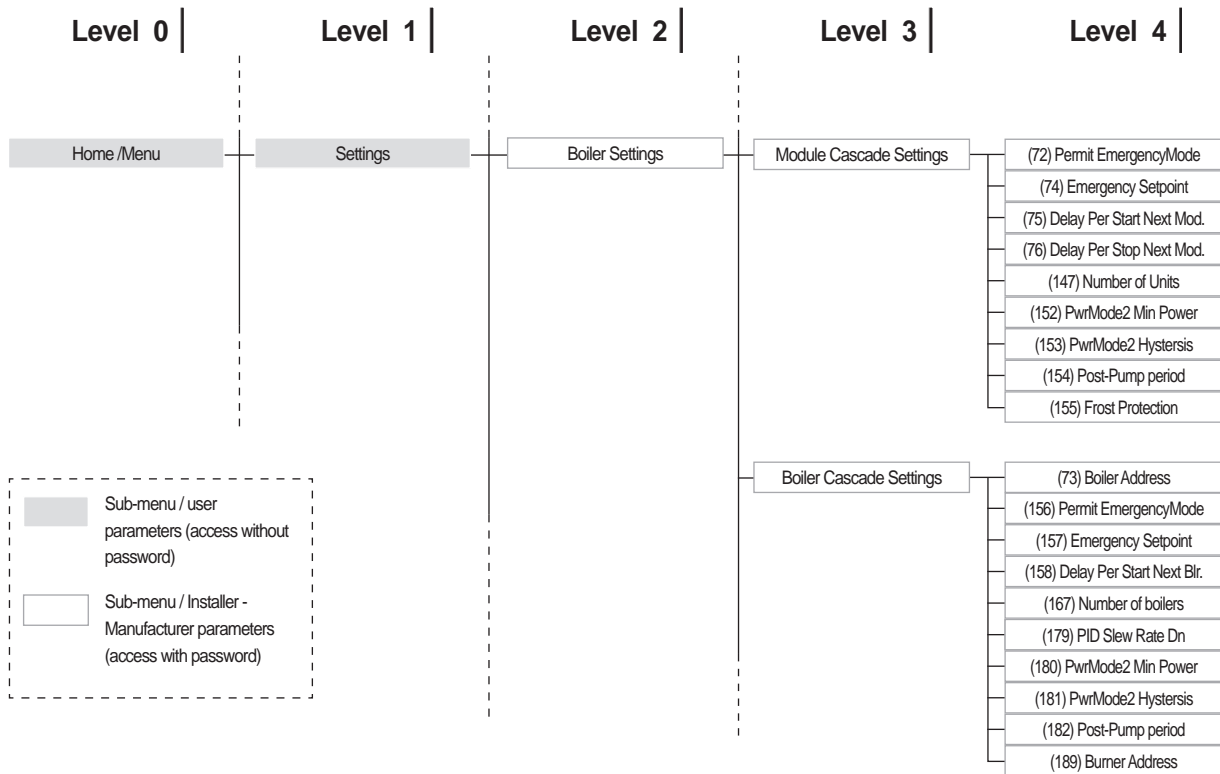 Level 0
Level 1
Level 2
Level 3
Level 4
Home /Menu
Settings
Boiler Settings
Module Cascade Settings
(72) Permit EmergencyMode
(74) Emergency Setpoint
(75) Delay Per Start Next Mod.
(76) Delay Per Stop Next Mod.
(147) Number of Units
(152) PwrMode2 Min Power
(153) PwrMode2 Hystersis
(154) Post-Pump period
(155) Frost Protection
Boiler Cascade Settings
(73) Boiler Address
(156) Permit EmergencyMode
(157) Emergency Setpoint
(158) Delay Per Start Next Blr.
(167) Number of boilers
(179) PID Slew Rate Dn
(180) PwrMode2 Min Power
(181) PwrMode2 Hystersis
(182) Post-Pump period
(189) Burner Address
Sub-menu / user
parameters (access without
password)
Sub-menu / Installer -
Manufacturer parameters
(access with password)